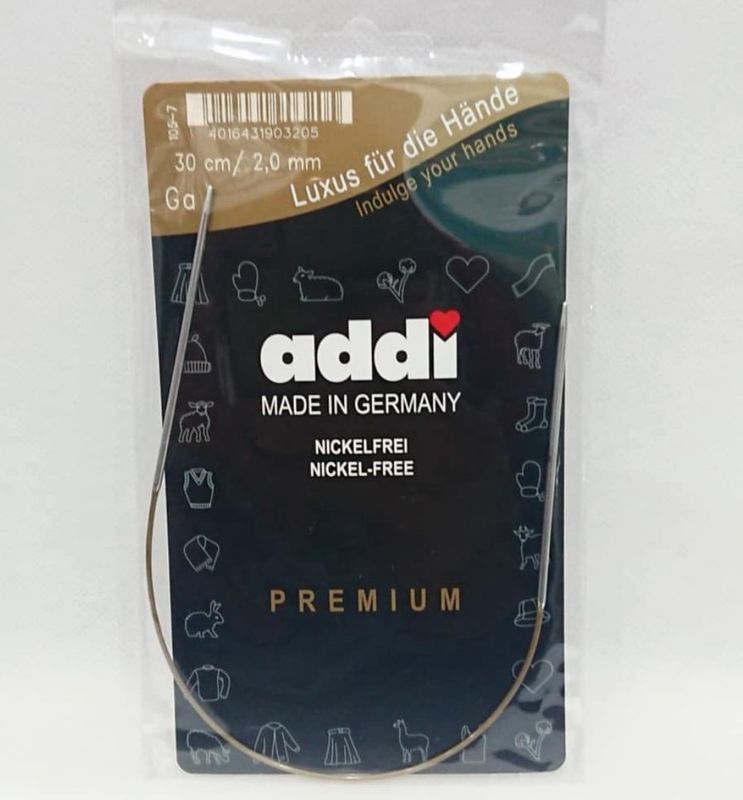 105-7
4016431903205
30 cm/ 2,0 mm
Ga
Luxus für die Hände
Indulge your hands
addi
MADE IN GERMANY
NICKELFREI
NICKEL-FREE
PREMIUM